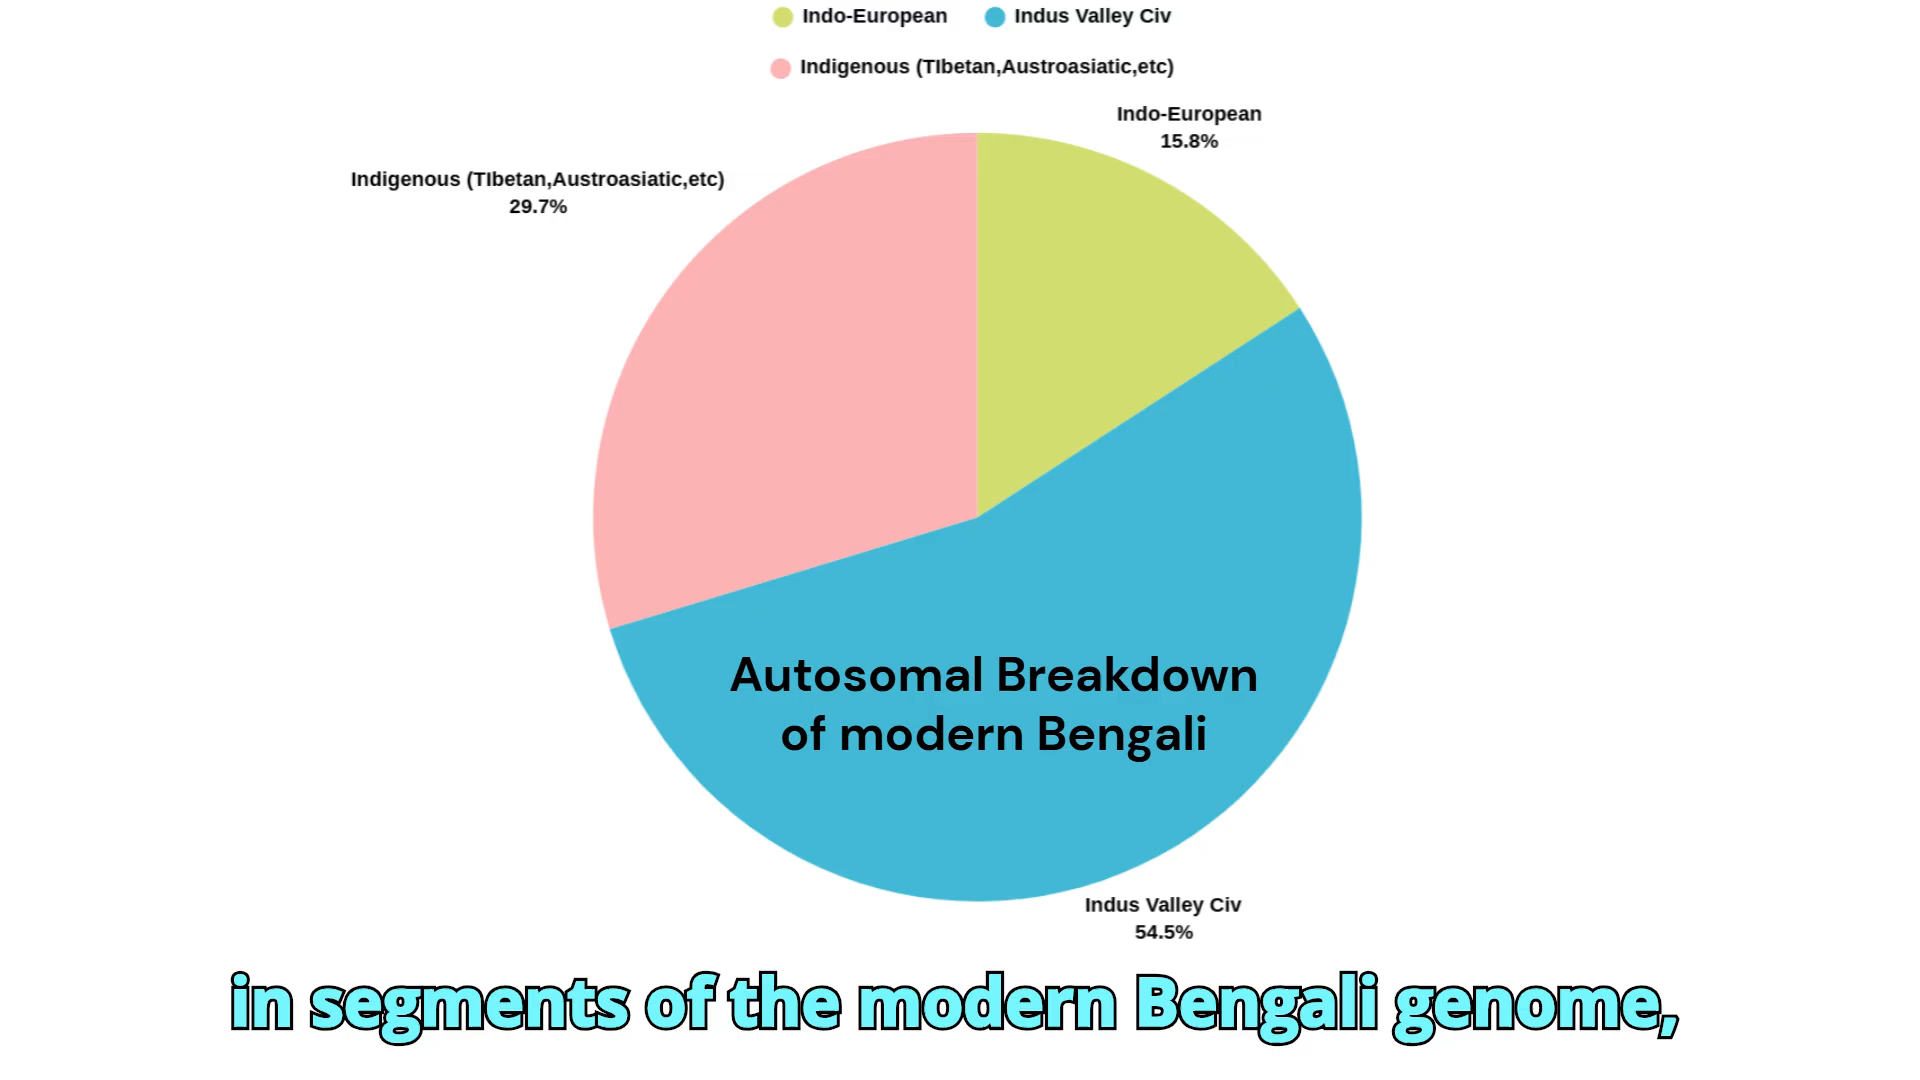 Indo-European
Indus Valley Civ
Indigenous (TIbetan,Austroasiatic,etc)
Indo-European
15.8%
Indigenous (TIbetan,Austroasiatic,etc)
29.7%
Autosomal Breakdown
of modern Bengali
Indus Valley Civ
54.5%
in segments of the modern Bengali genome,